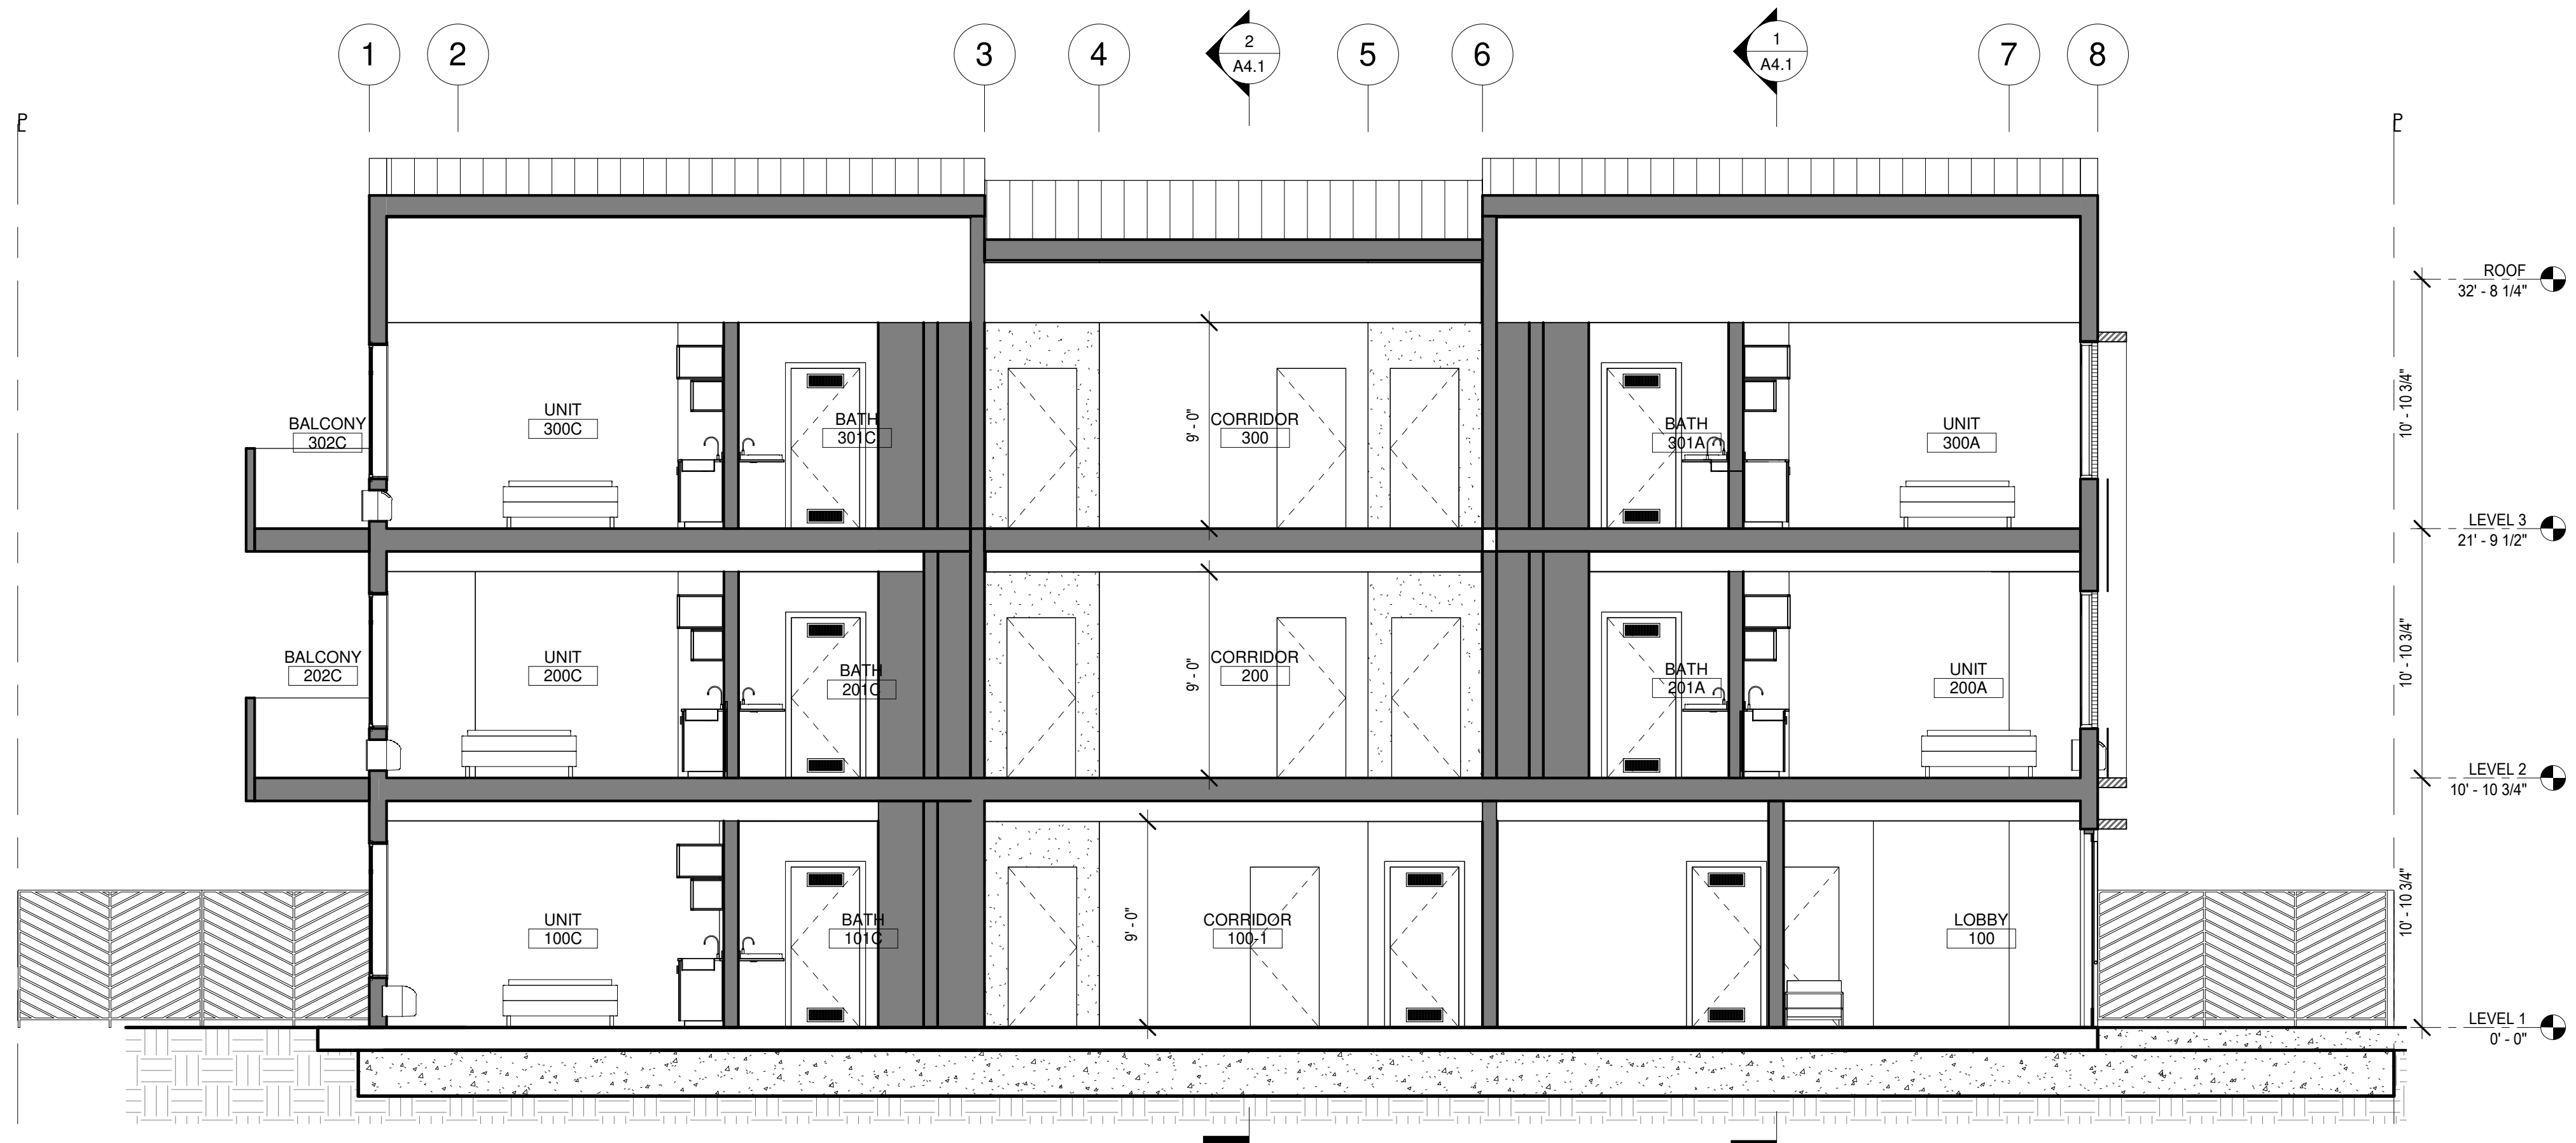 1
2
3
4
2
A4.1
5
6
1
A4.1
7
8
PL
PL
ROOF
32' - 8 1/4"
10' - 10 3/4"
BALCONY
302C
UNIT
300C
BATH
301C
9' - 0"
CORRIDOR
300
BATH
301A
UNIT
300A
LEVEL 3
21' - 9 1/2"
10' - 10 3/4"
BALCONY
202C
UNIT
200C
BATH
201C
9' - 0"
CORRIDOR
200
BATH
201A
UNIT
200A
LEVEL 2
10' - 10 3/4"
10' - 10 3/4"
UNIT
100C
BATH
101C
9' - 0"
CORRIDOR
100-1
LOBBY
100
LEVEL 1
0' - 0"